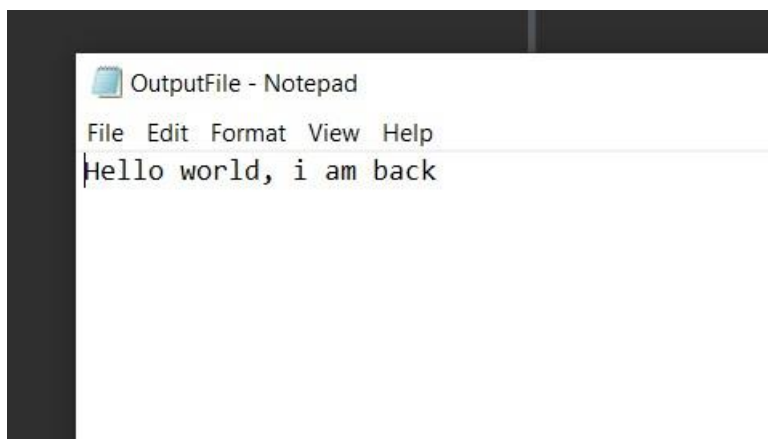 OutputFile - Notepad
File Edit Format View Help
Hello world, i am back